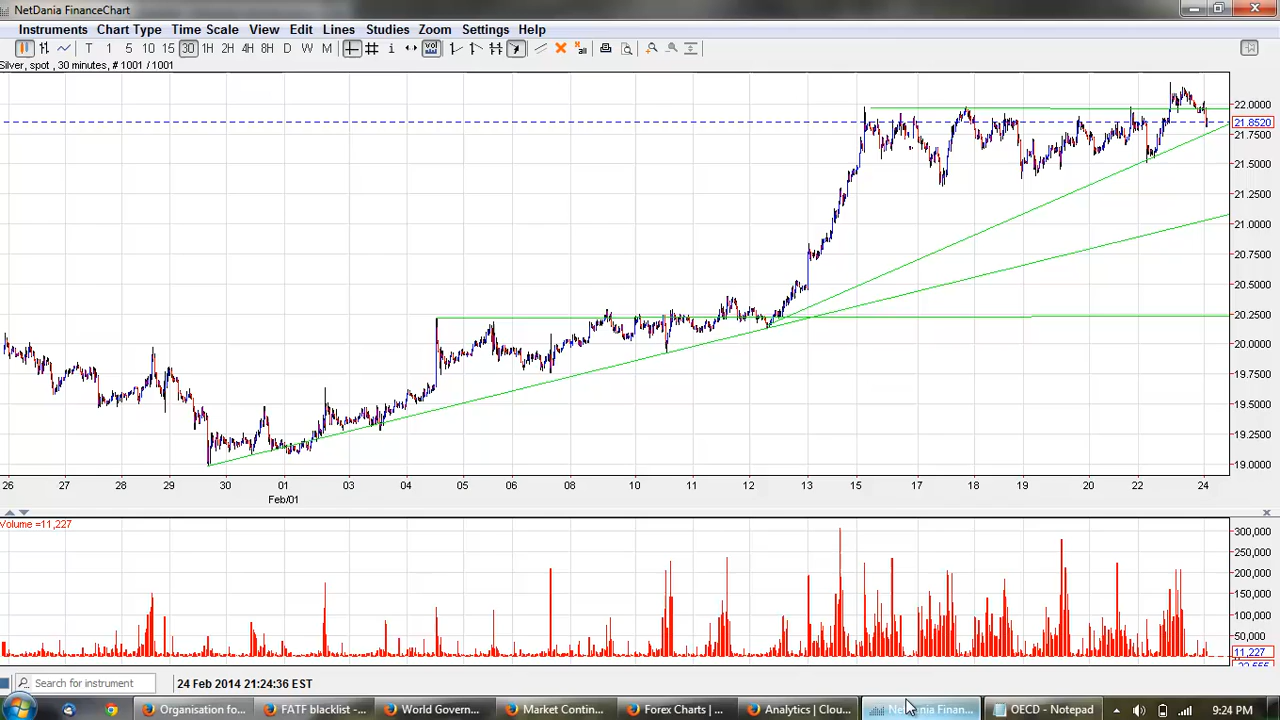 NetDania FinanceChart
Instruments Chart Type Time Scale View Edit Lines Studies Zoom Settings Help
T 1 5 10 15 30 1H 2H 4H 8H D W M vol
Silver, spot , 30 minutes, # 1001 / 1001
22.0000
21.8520
21.7500
21.5000
21.2500
21.0000
20.7500
20.5000
20.2500
20.0000
19.7500
19.5000
19.2500
19.0000
26 27 28 29 30 01 03 04 05 06 08 09 10 11 12 13 14 15 17 18 19 20 22 24
Feb/01
Volume =11,227
300,000
250,000
200,000
150,000
100,000
50,000
11,227
Search for instrument
24 Feb 2014 21:24:36 EST
Organisation fo... FATF blacklist -... World Govern... Market Contin... Forex Charts | ... Analytics | Clou... NetDania Finan... OECD - Notepad 9:24 PM